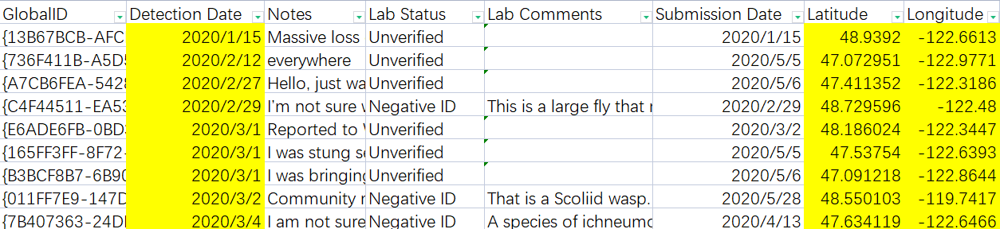 GlobalID Detection Date Notes Lab Status Lab Comments Submission Date Latitude Longitude
{13B67BCB-AFC 2020/1/15 Massive loss Unverified 2020/1/15 48.9392 -122.6613
{736F411B-A5D5 2020/2/12 everywhere Unverified 2020/5/5 47.072951 -122.9771
{A7CB6FEA-542 2020/2/27 Hello, just wa Unverified 2020/5/6 47.411352 -122.3186
{C4F44511-EA53 2020/2/29 I'm not sure Negative ID This is a large fly that 2020/2/29 48.729596 -122.48
{E6ADE6FB-0BD 2020/3/1 Reported to Unverified 2020/3/2 48.186024 -122.3447
{165FF3FF-8F72- 2020/3/1 I was stung se Unverified 2020/5/5 47.53754 -122.6393
{B3BCF8B7-6B90 2020/3/1 I was bringing Unverified 2020/5/6 47.091218 -122.8644
{011FF7E9-147D 2020/3/2 Community Negative ID That is a Scoliid wasp. 2020/5/28 48.550103 -119.7417
{7B407363-24D 2020/3/4 I am not sure Negative ID A species of ichneumo 2020/4/13 47.634119 -122.6466